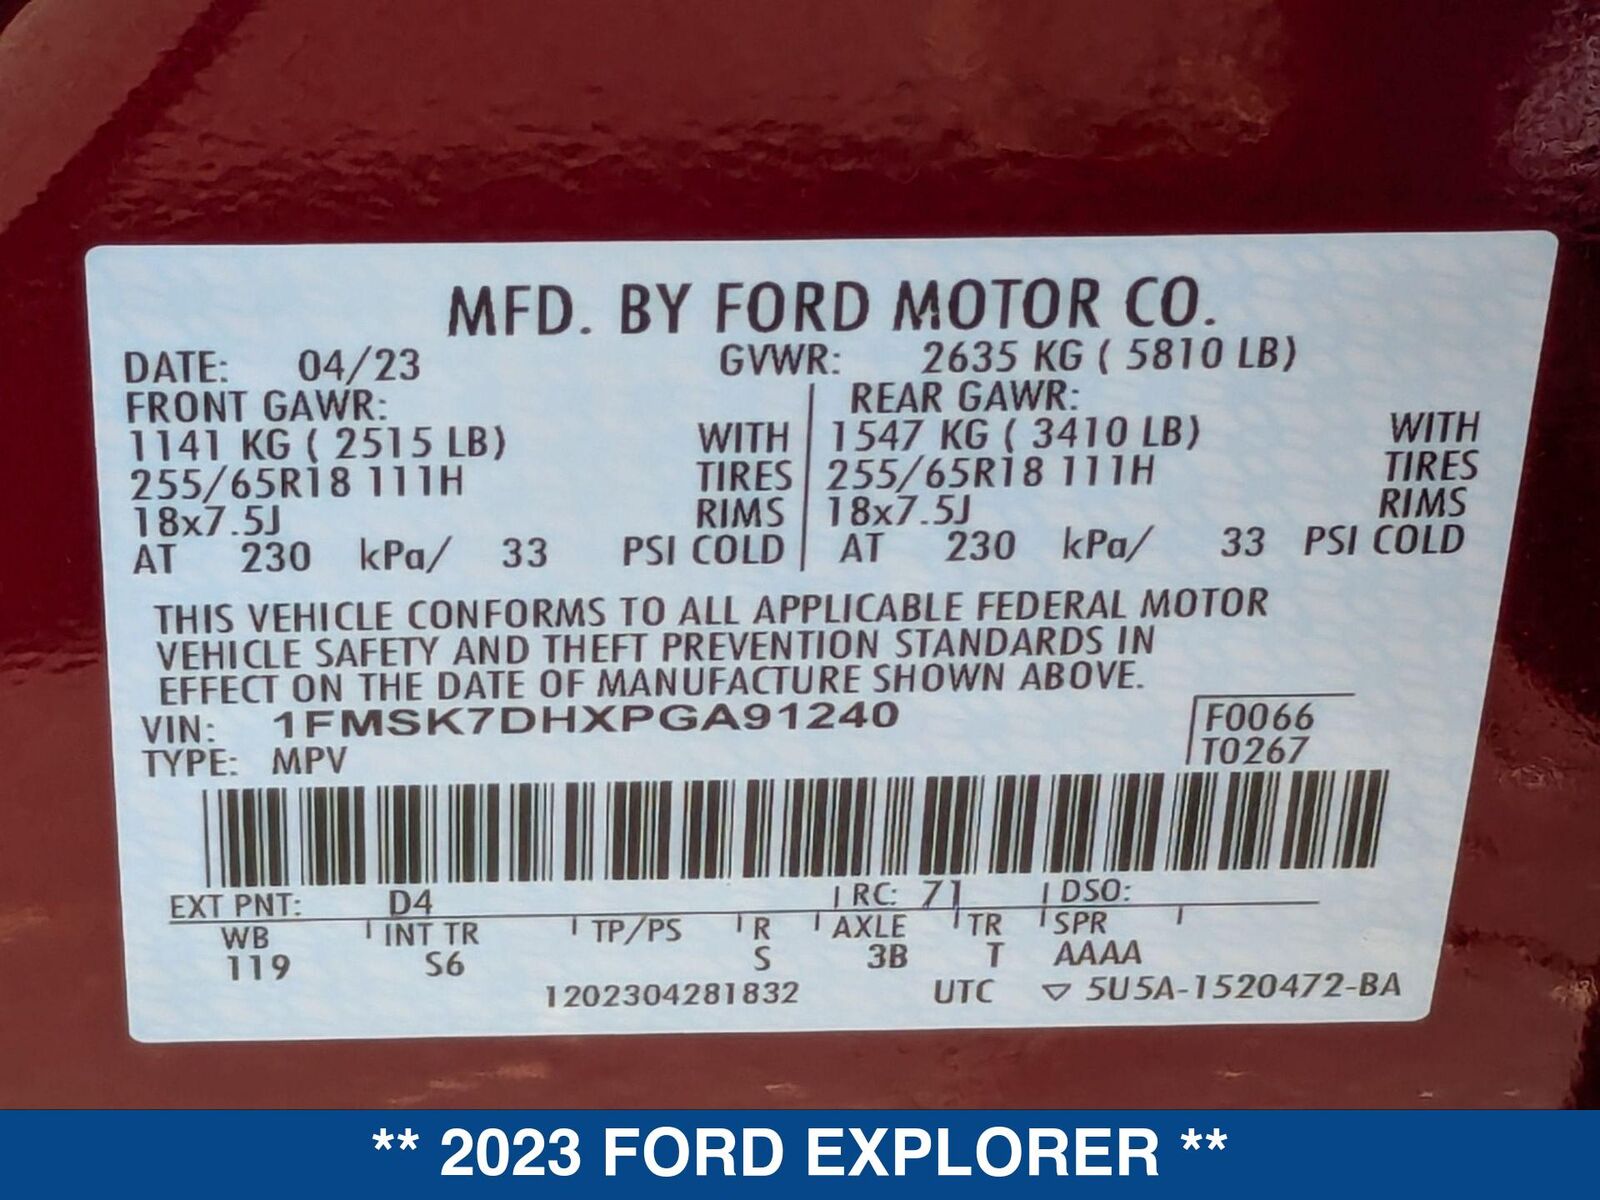 MFD. BY FORD MOTOR CO.
DATE: 04/23 GVWR: 2635 KG ( 5810 LB)
FRONT GAWR: REAR GAWR:
1141 KG ( 2515 LB) WITH 1547 KG ( 3410 LB) WITH
255/65R18 111H TIRES 255/65R18 111H TIRES
18x7.5J RIMS 18x7.5J RIMS
AT 230 kPa/ 33 PSI COLD AT 230 kPa/ 33 PSI COLD
THIS VEHICLE CONFORMS TO ALL APPLICABLE FEDERAL MOTOR
VEHICLE SAFETY AND THEFT PREVENTION STANDARDS IN
EFFECT ON THE DATE OF MANUFACTURE SHOWN ABOVE.
VIN: 1FMSK7DHXPGA91240 F0066
TYPE: MPV T0267
EXT PNT: D4 RC: 71 DSO:
WB INT TR TP/PS R AXLE TR SPR
119 S6 S 3B T AAAA
1202304281832 UTC ▽ 5U5A-1520472-BA
** 2023 FORD EXPLORER **